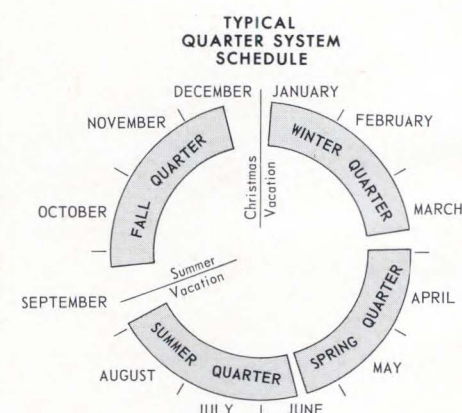 TYPICAL
QUARTER SYSTEM
SCHEDULE
DECEMBER
JANUARY
NOVEMBER
FEBRUARY
FALL QUARTER
WINTER QUARTER
Christmas
Vacation
OCTOBER
MARCH
Summer
Vacation
SEPTEMBER
APRIL
SUMMER QUARTER
SPRING QUARTER
AUGUST
MAY
JULY
JUNE